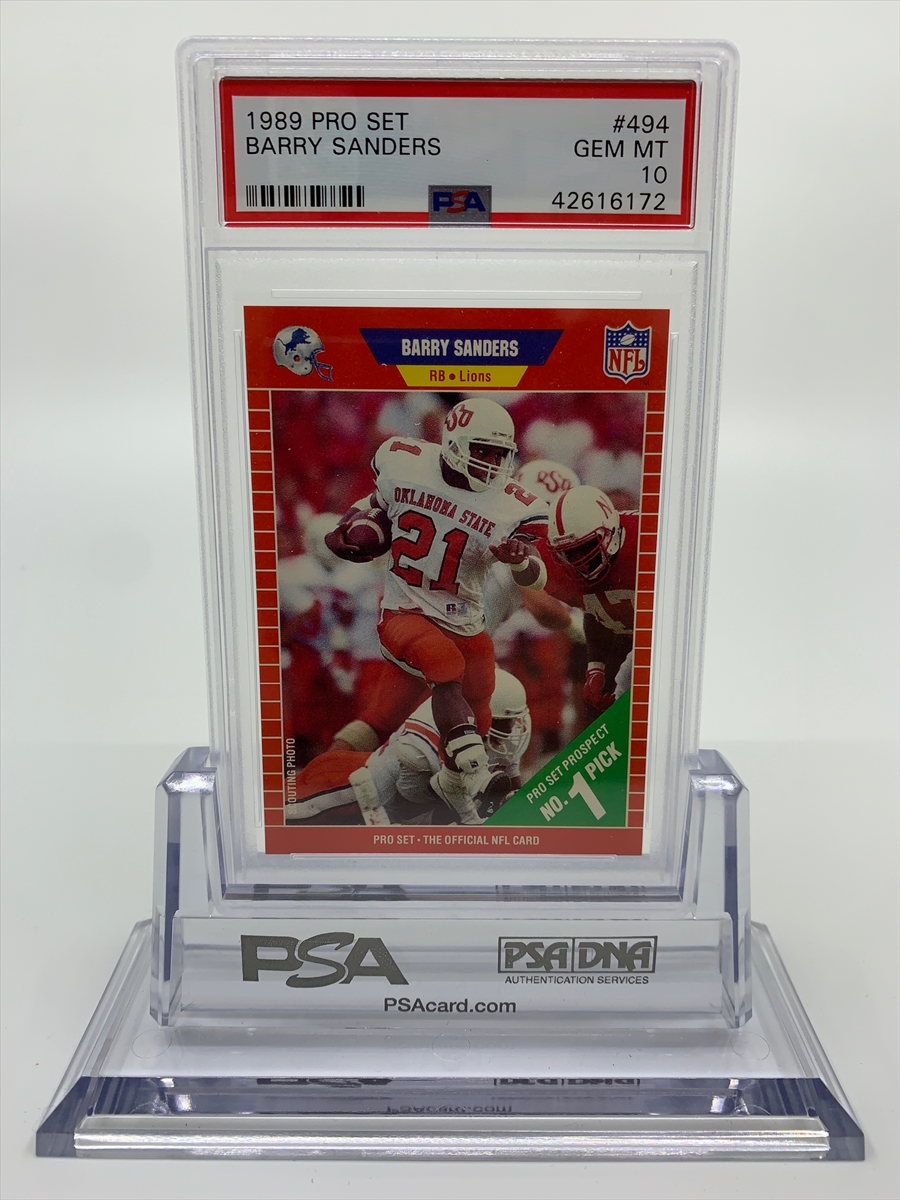 1989 PRO SET
#494
BARRY SANDERS
GEM MT
10
PSA
42616172
BARRY SANDERS
NFL
RB • Lions
OSU
21
21
OKLAHOMA STATE
21
N
PRO SET PROSPECT
NO. 1 PICK
PRO SET • THE OFFICIAL NFL CARD
PSA
PSA DNA
AUTHENTICATION SERVICES
PSAcard.com